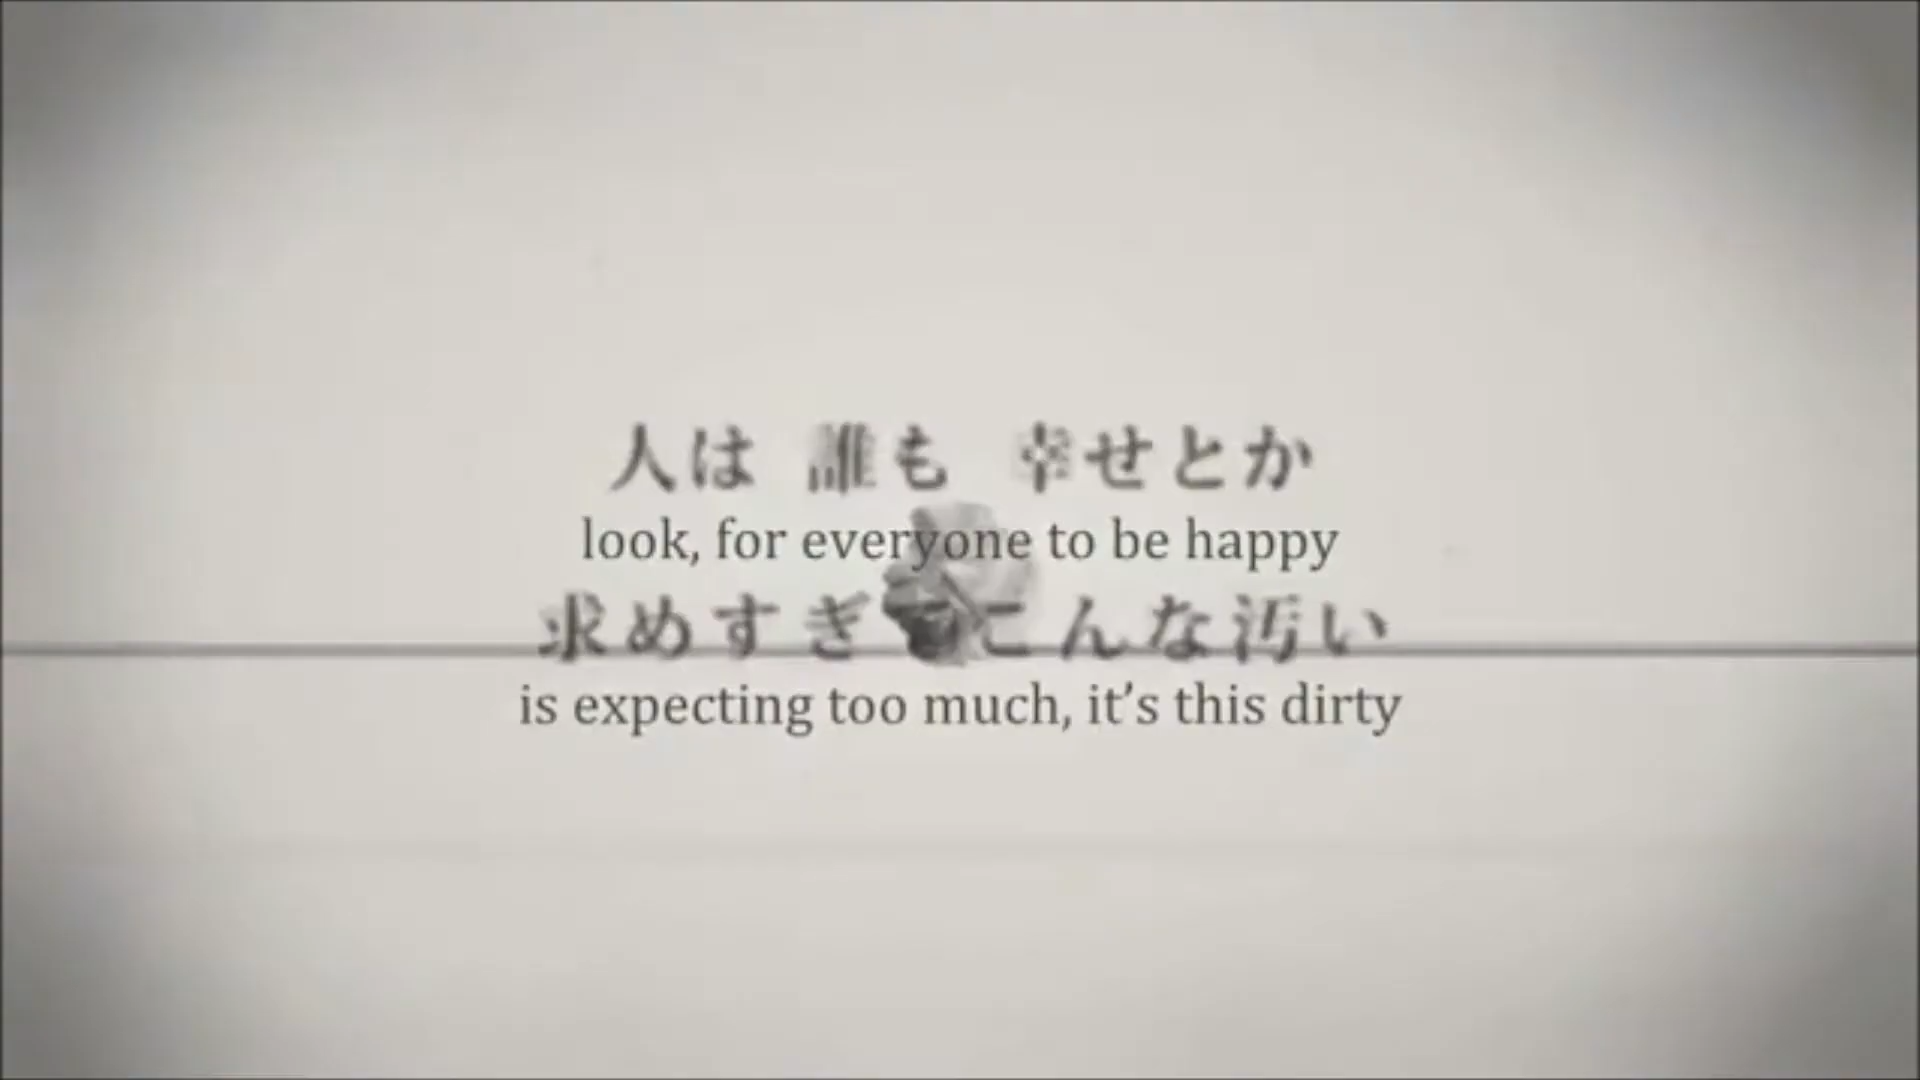 人は 誰も 幸せとか
look, for everyone to be happy
求めすぎてこんな汚い
is expecting too much, it's this dirty